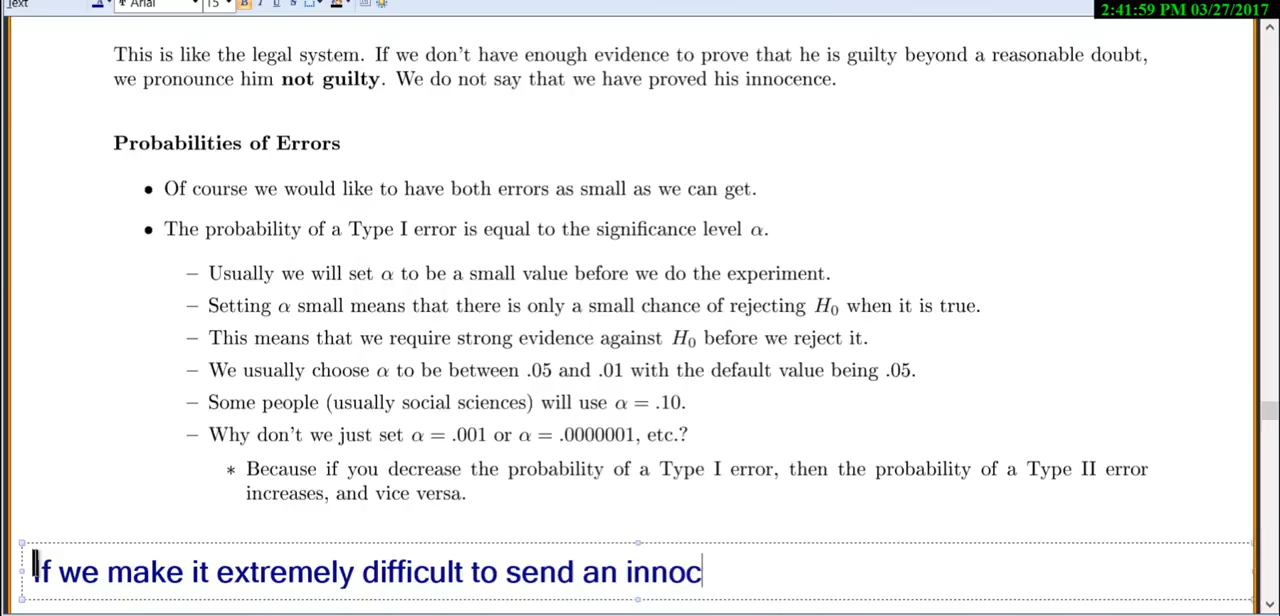 Text
Arial
15
B I U S
2:41:59 PM 03/27/2017
This is like the legal system. If we don't have enough evidence to prove that he is guilty beyond a reasonable doubt,
we pronounce him not guilty. We do not say that we have proved his innocence.
Probabilities of Errors
• Of course we would like to have both errors as small as we can get.
• The probability of a Type I error is equal to the significance level α.
– Usually we will set α to be a small value before we do the experiment.
– Setting α small means that there is only a small chance of rejecting H₀ when it is true.
– This means that we require strong evidence against H₀ before we reject it.
– We usually choose α to be between .05 and .01 with the default value being .05.
– Some people (usually social sciences) will use α = .10.
– Why don't we just set α = .001 or α = .0000001, etc.?
* Because if you decrease the probability of a Type I error, then the probability of a Type II error
increases, and vice versa.
If we make it extremely difficult to send an innoc